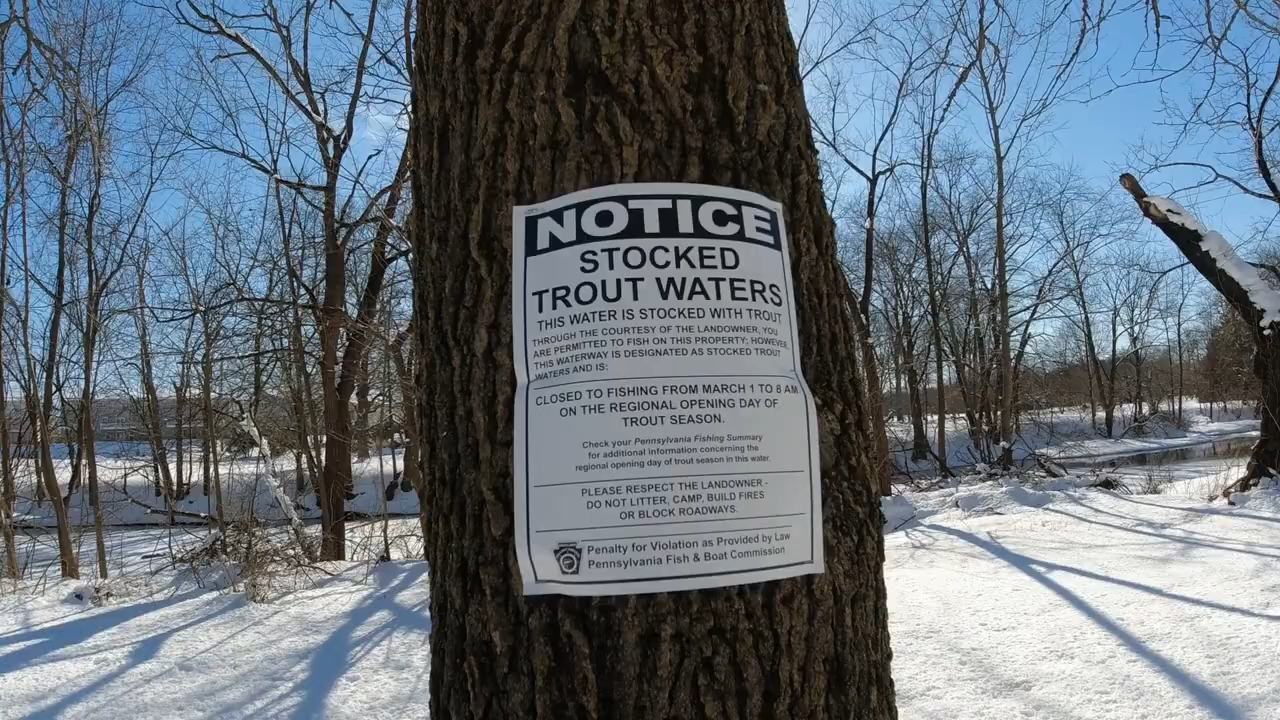 NOTICE
STOCKED
TROUT WATERS
THIS WATER IS STOCKED WITH TROUT
THROUGH THE COURTESY OF THE LANDOWNER, YOU
ARE PERMITTED TO FISH ON THIS PROPERTY; HOWEVER,
THIS WATERWAY IS DESIGNATED AS STOCKED TROUT
WATERS AND IS:
CLOSED TO FISHING FROM MARCH 1 TO 8 AM
ON THE REGIONAL OPENING DAY OF
TROUT SEASON.
Check your Pennsylvania Fishing Summary
for additional information concerning the
regional opening day of trout season in this water.
PLEASE RESPECT THE LANDOWNER -
DO NOT LITTER, CAMP, BUILD FIRES
OR BLOCK ROADWAYS.
Penalty for Violation as Provided by Law
Pennsylvania Fish & Boat Commission